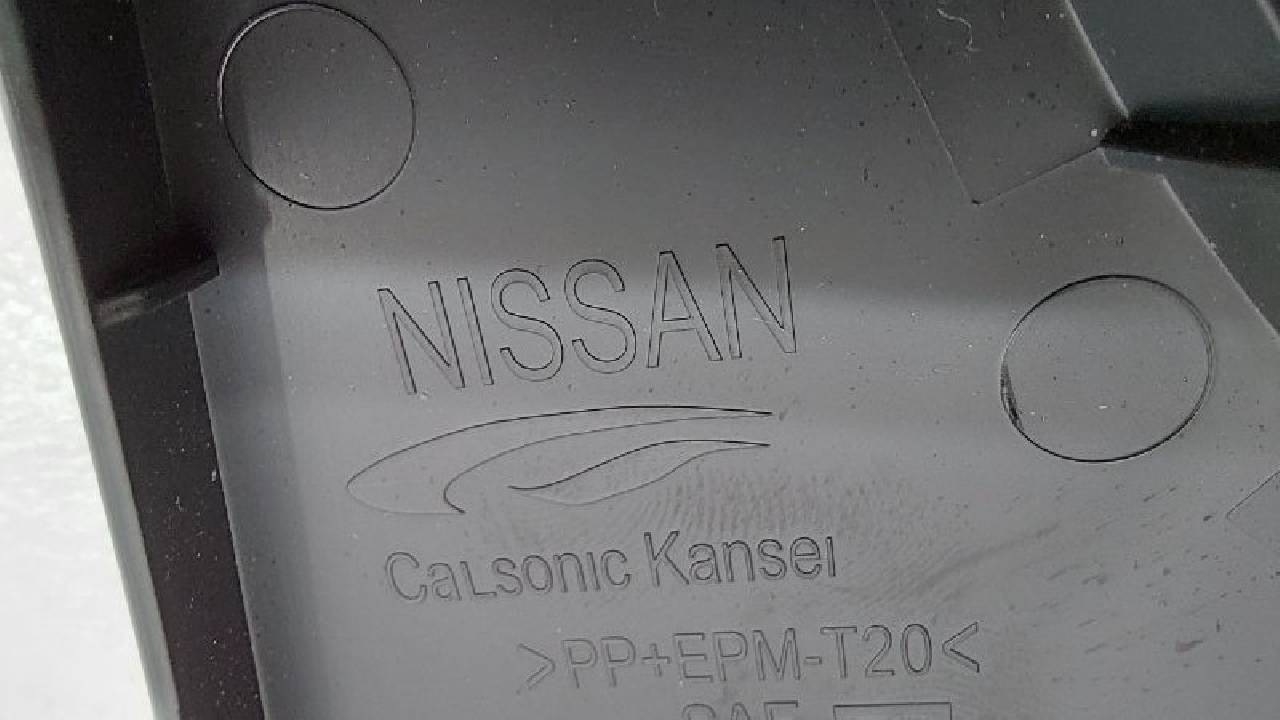 NISSAN
CaLsonic Kansei
>PP+EPM-T20<